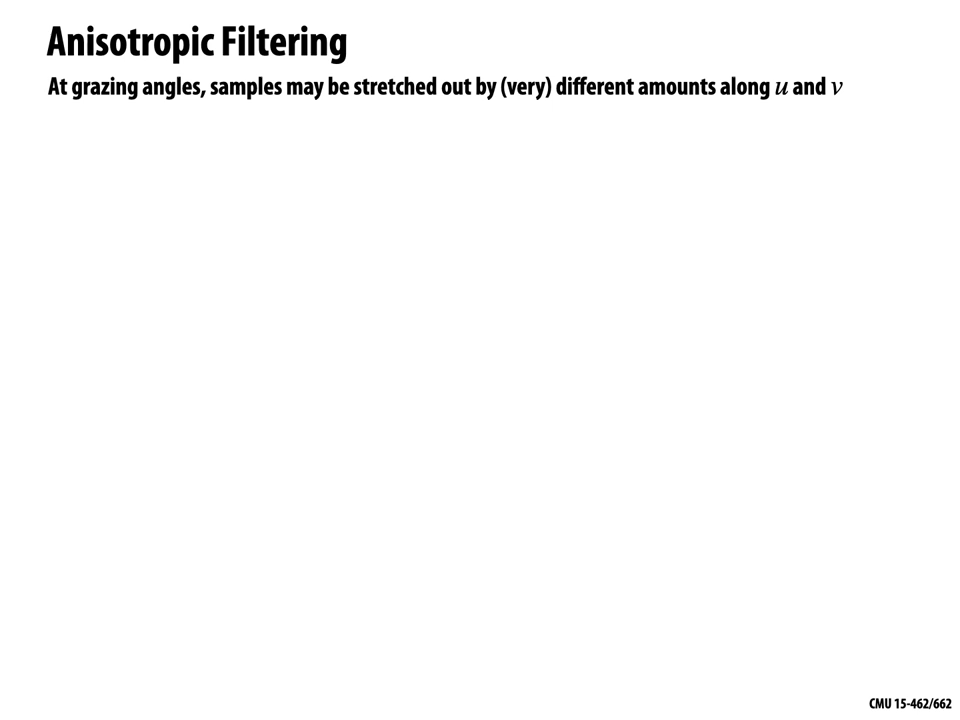 Anisotropic Filtering
At grazing angles, samples may be stretched out by (very) different amounts along u and v
CMU 15-462/662